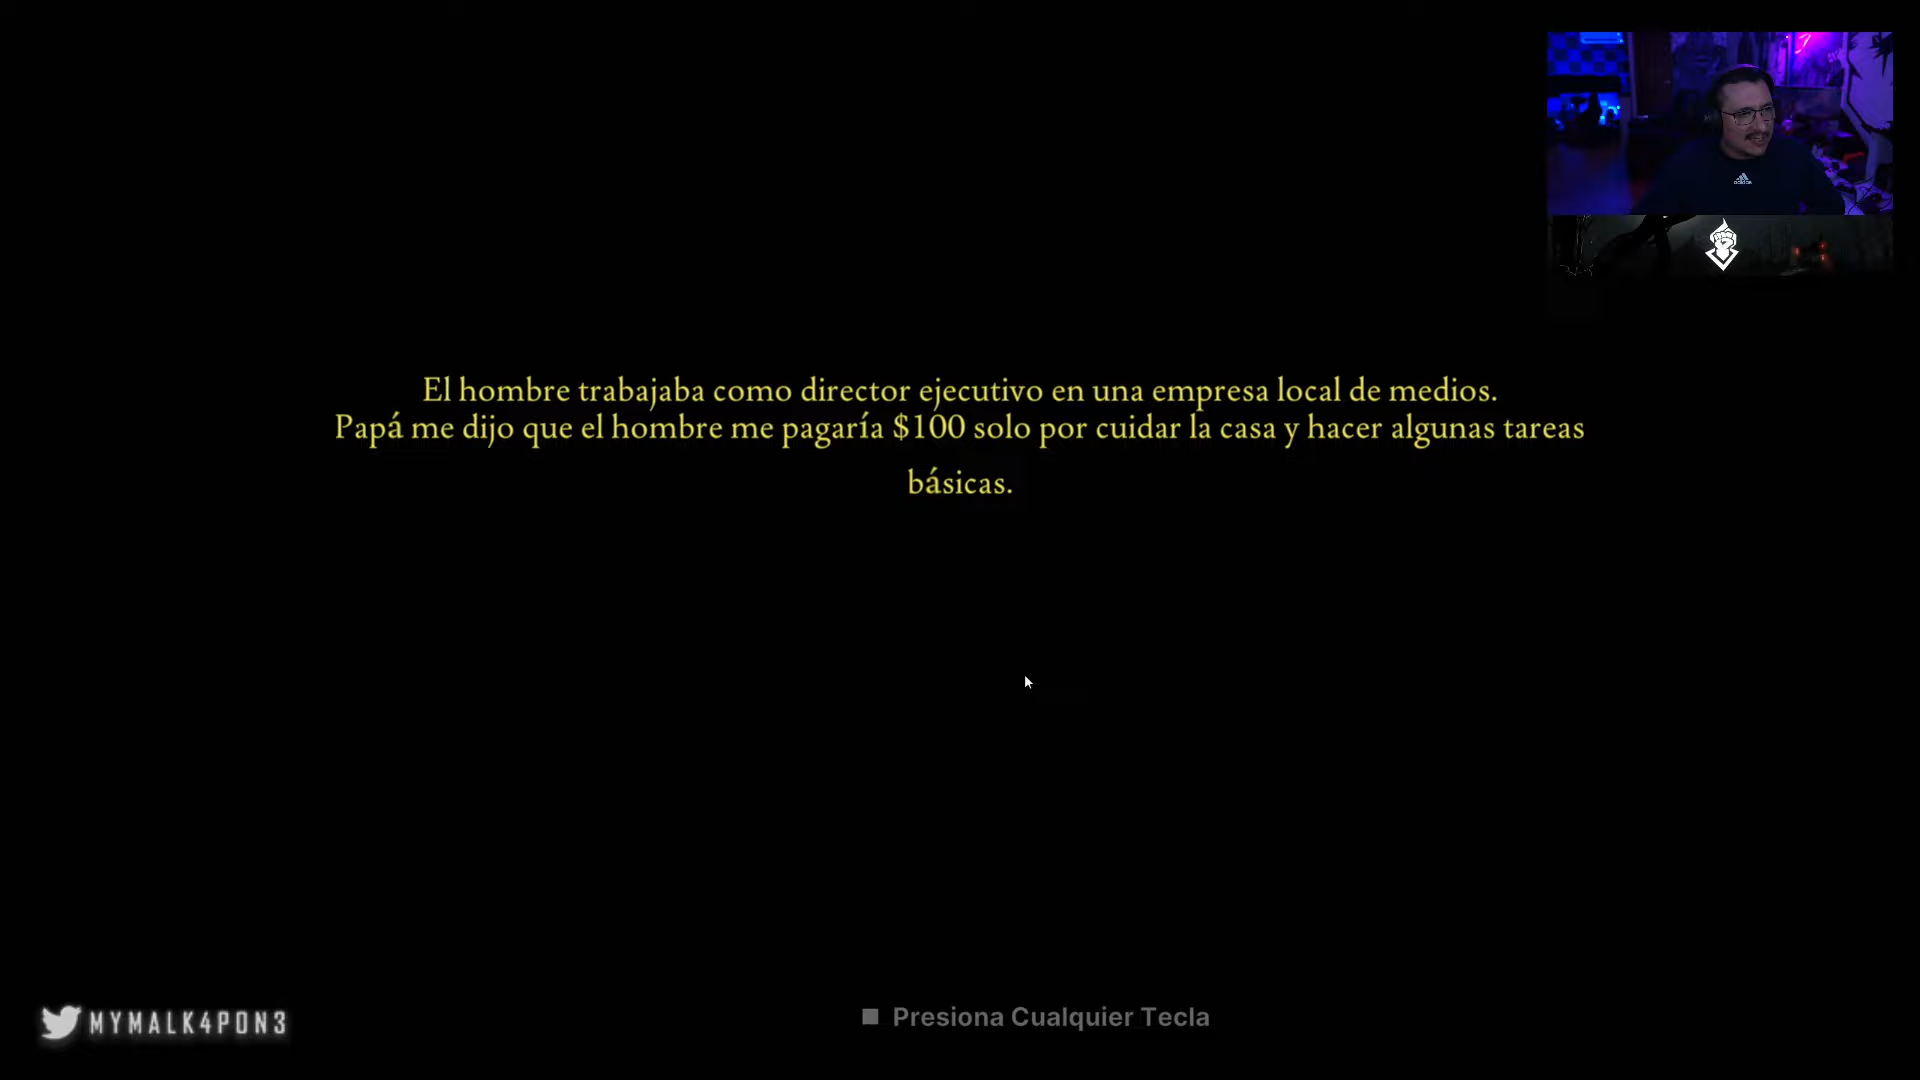 adidas
El hombre trabajaba como director ejecutivo en una empresa local de medios.
Papá me dijo que el hombre me pagaría $100 solo por cuidar la casa y hacer algunas tareas
básicas.
MYMALK4PON3
Presiona Cualquier Tecla